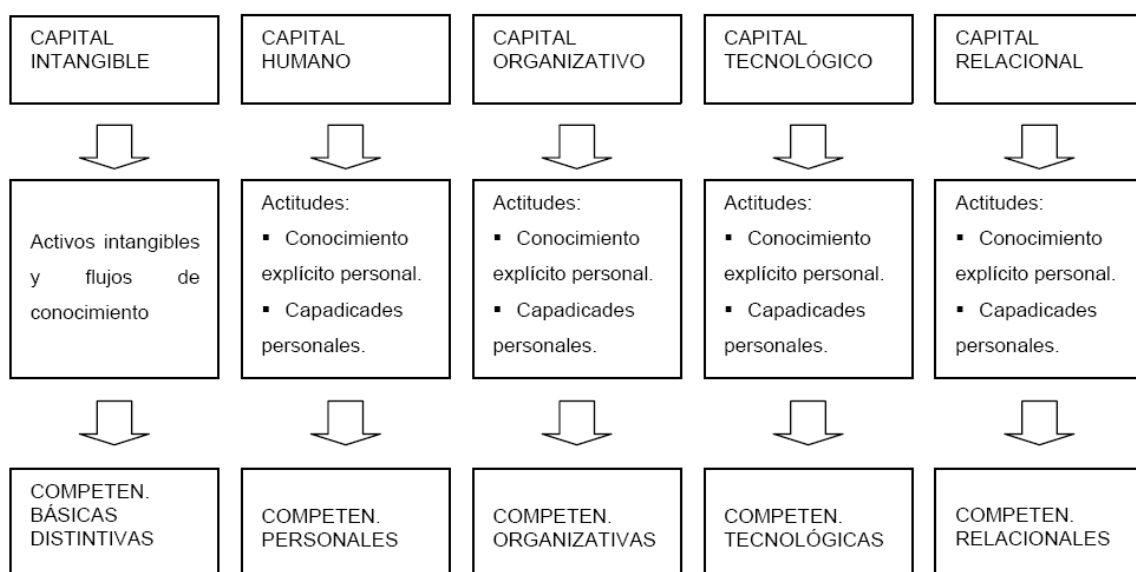 CAPITAL
INTANGIBLE
CAPITAL
HUMANO
CAPITAL
ORGANIZATIVO
CAPITAL
TECNOLÓGICO
CAPITAL
RELACIONAL
Activos intangibles
y flujos de
conocimiento
Actitudes:
▪ Conocimiento
explícito personal.
▪ Capadicades
personales.
Actitudes:
▪ Conocimiento
explícito personal.
▪ Capadicades
personales.
Actitudes:
▪ Conocimiento
explícito personal.
▪ Capadicades
personales.
Actitudes:
▪ Conocimiento
explícito personal.
▪ Capadicades
personales.
COMPETEN.
BÁSICAS
DISTINTIVAS
COMPETEN.
PERSONALES
COMPETEN.
ORGANIZATIVAS
COMPETEN.
TECNOLÓGICAS
COMPETEN.
RELACIONALES